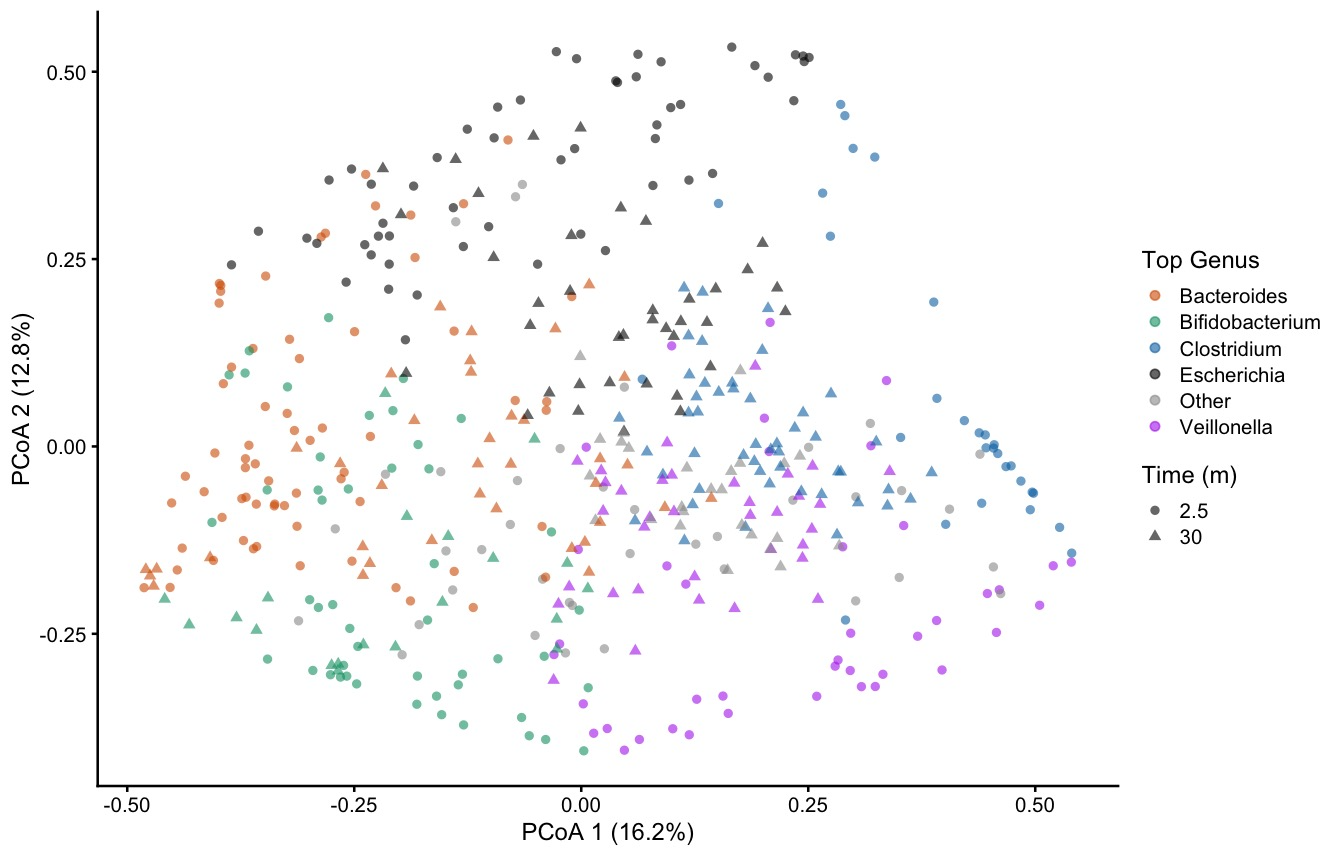 0.50
0.25
0.00
-0.25
PCoA 2 (12.8%)
-0.50
-0.25
0.00
0.25
0.50
PCoA 1 (16.2%)
Top Genus
Bacteroides
Bifidobacterium
Clostridium
Escherichia
Other
Veillonella
Time (m)
2.5
30